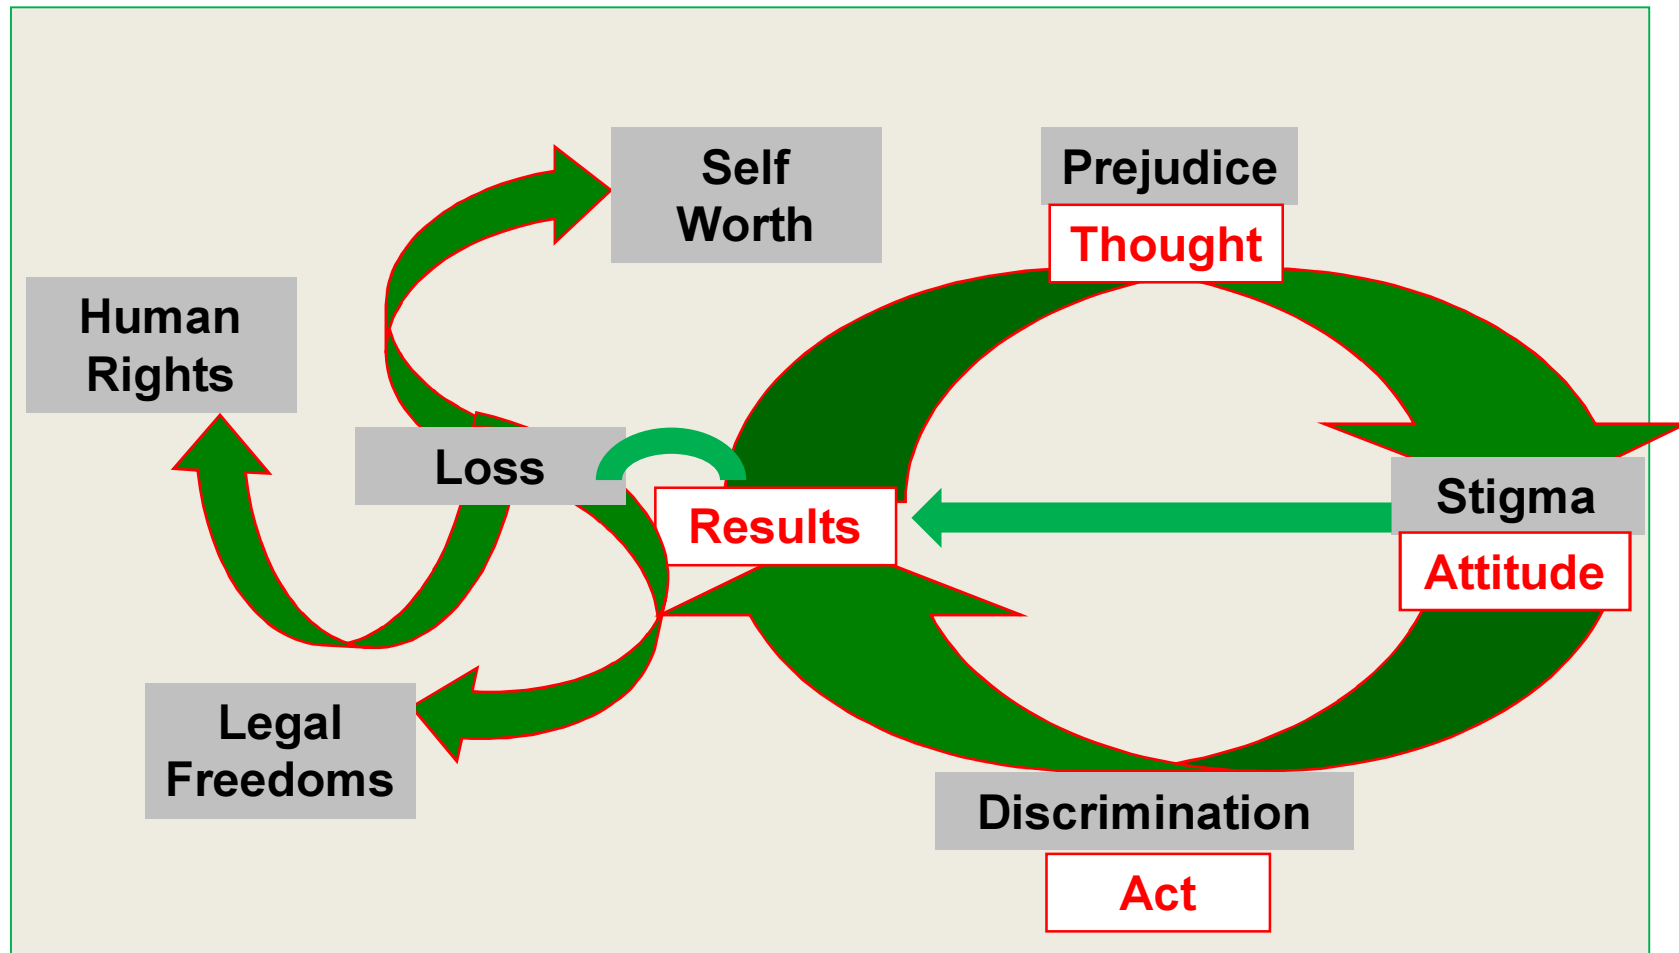 Self
Worth
Prejudice
Thought
Human
Rights
Loss
Results
Stigma
Attitude
Legal
Freedoms
Discrimination
Act